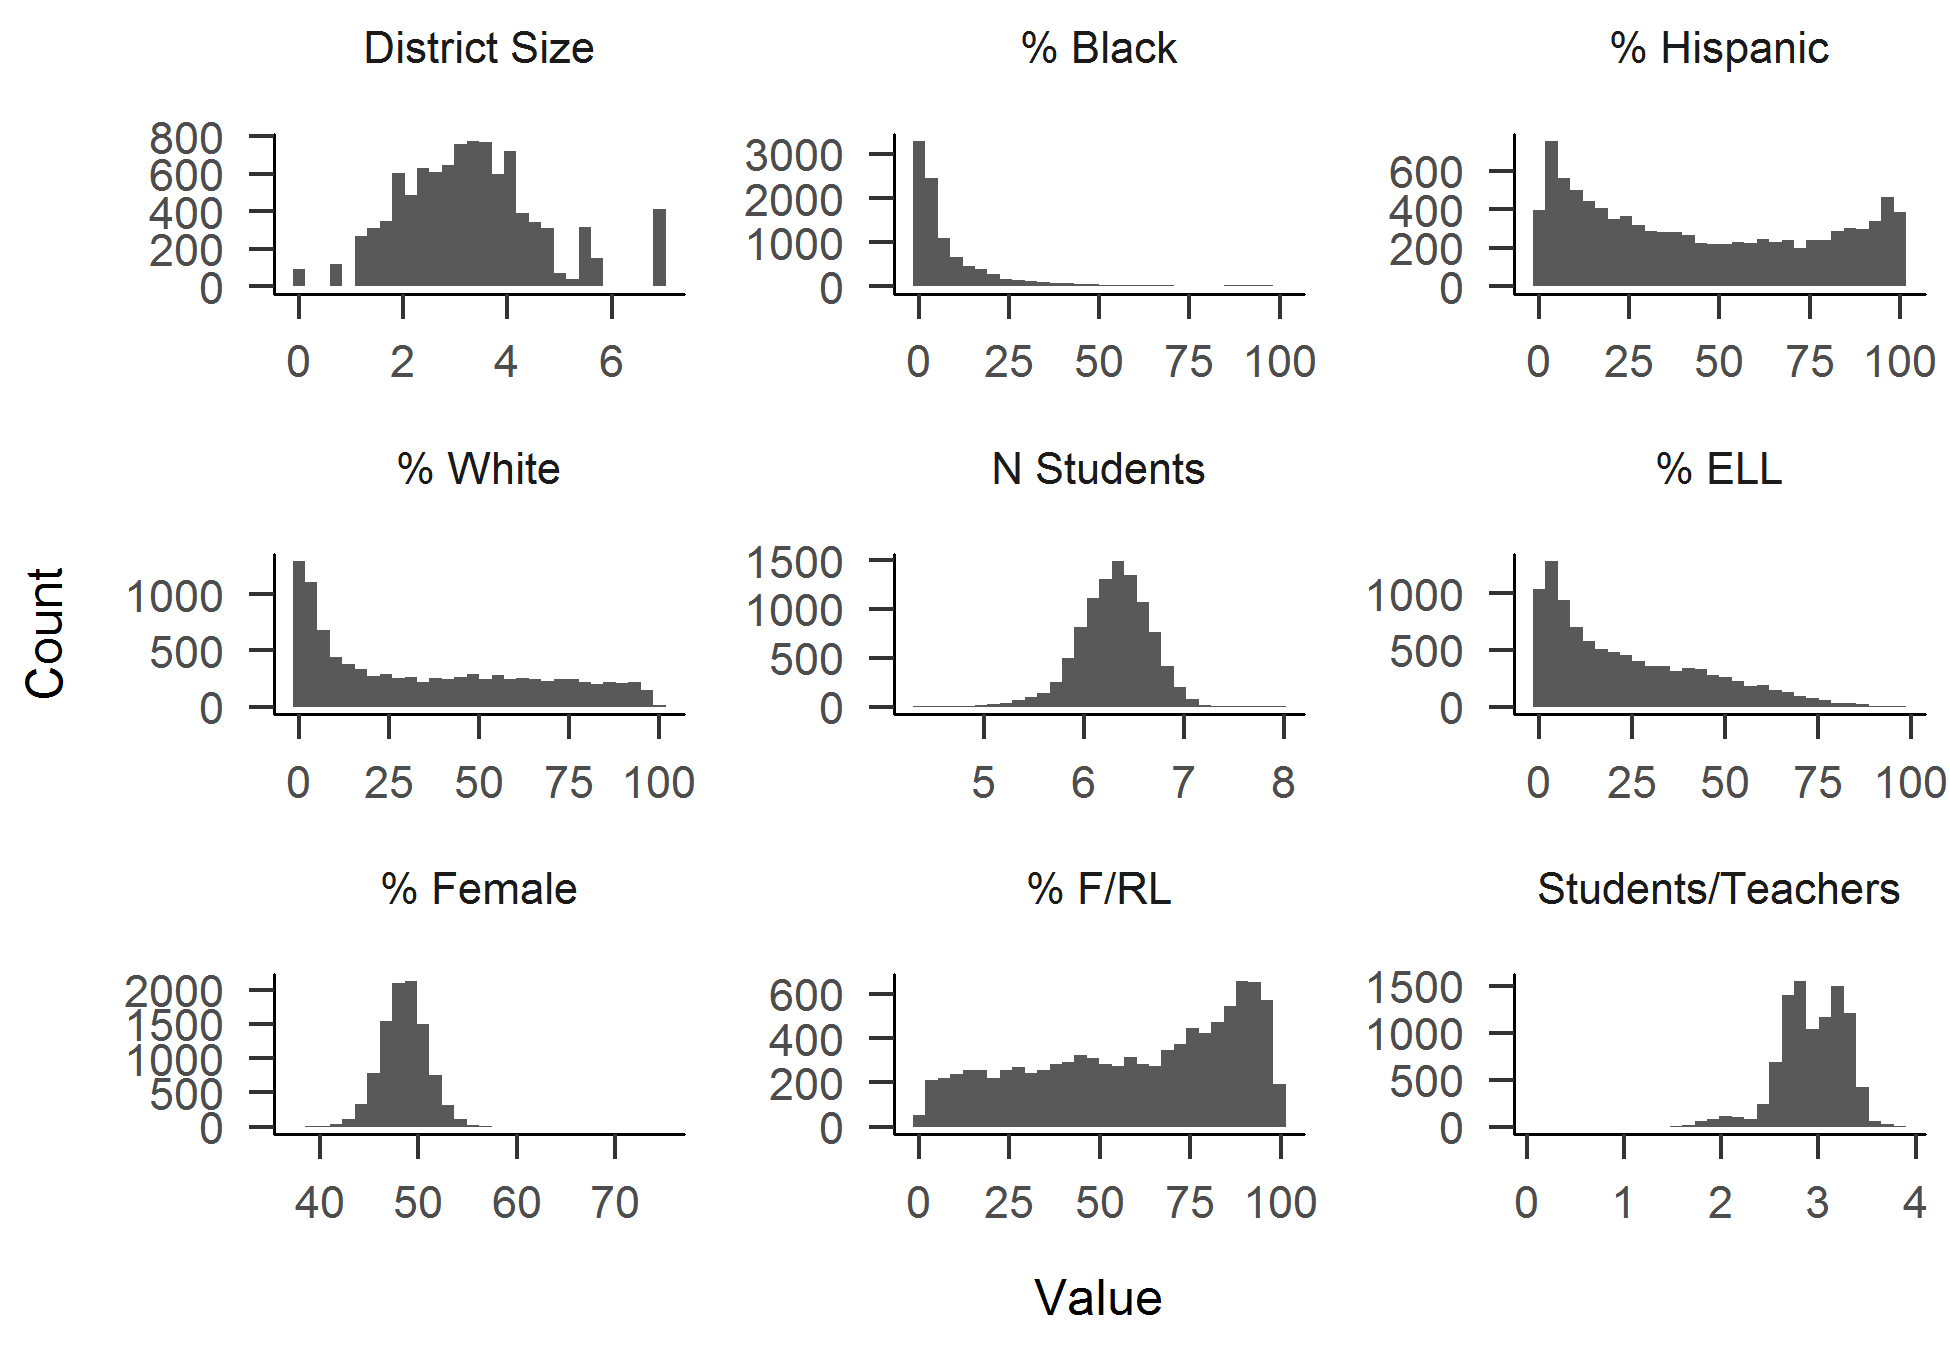 District Size
% Black
% Hispanic
800
600
400
200
0
3000
2000
1000
0
600
400
200
0
0 2 4 6
0 25 50 75 100
0 25 50 75 100
% White
N Students
% ELL
Count
1000
500
0
1500
1000
500
0
1000
500
0
0 25 50 75 100
5 6 7 8
0 25 50 75 100
% Female
% F/RL
Students/Teachers
2000
1500
1000
500
0
600
400
200
0
1500
1000
500
0
40 50 60 70
0 25 50 75 100
0 1 2 3 4
Value